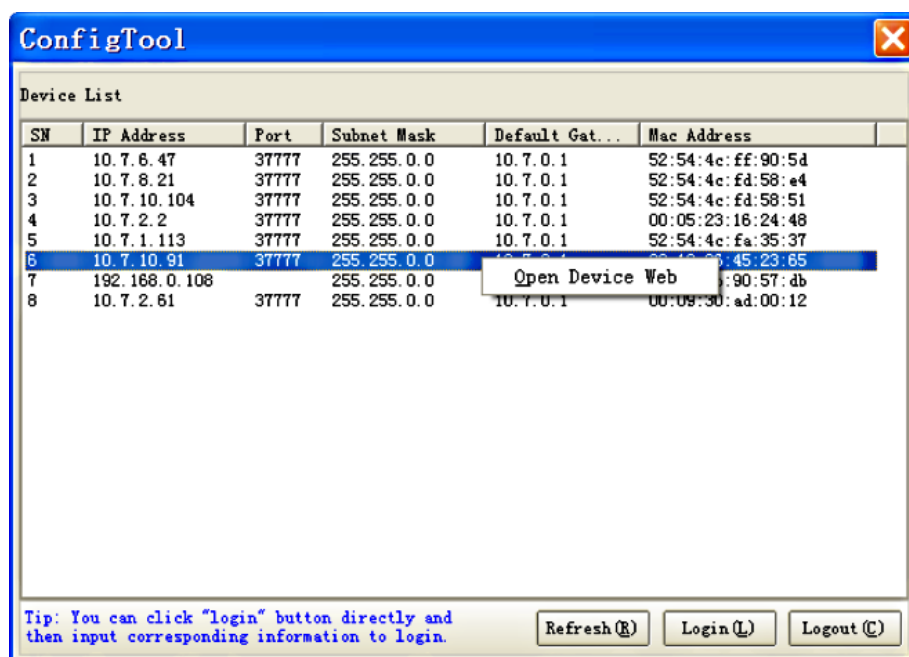 ConfigTool
Device List
SN IP Address Port Subnet Mask Default Gat... Mac Address
1 10.7.6.47 37777 255.255.0.0 10.7.0.1 52:54:4c:ff:90:5d
2 10.7.8.21 37777 255.255.0.0 10.7.0.1 52:54:4c:fd:58:e4
3 10.7.10.104 37777 255.255.0.0 10.7.0.1 52:54:4c:fd:58:51
4 10.7.2.2 37777 255.255.0.0 10.7.0.1 00:05:23:16:24:48
5 10.7.1.113 37777 255.255.0.0 10.7.0.1 52:54:4c:fa:35:37
6 10.7.10.91 37777 255.255.0.0 :45:23:65
Open Device Web
7 192.168.0.108 255.255.0.0 :90:57:db
8 10.7.2.61 37777 255.255.0.0 10.7.0.1 00:09:30:ad:00:12
Tip: You can click "login" button directly and
then input corresponding information to login.
Refresh(R) Login(L) Logout(C)